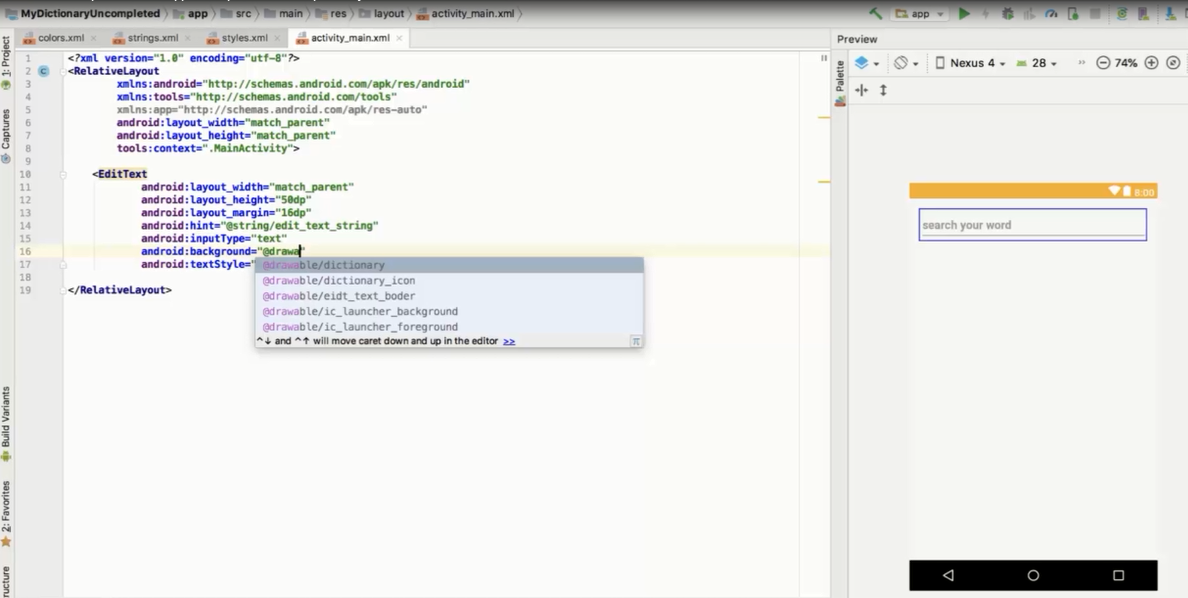 MyDictionaryUncompleted app src main res layout activity_main.xml
app
colors.xml strings.xml styles.xml activity_main.xml
Preview
1: Project
Captures
Build Variants
2: Favorites
Palette
Nexus 4 28 >> 74%
1 <?xml version="1.0" encoding="utf-8"?>
2 <RelativeLayout
3 xmlns:android="http://schemas.android.com/apk/res/android"
4 xmlns:tools="http://schemas.android.com/tools"
5 xmlns:app="http://schemas.android.com/apk/res-auto"
6 android:layout_width="match_parent"
7 android:layout_height="match_parent"
8 tools:context=".MainActivity">
9
10 <EditText
11 android:layout_width="match_parent"
12 android:layout_height="50dp"
13 android:layout_margin="16dp"
14 android:hint="@string/edit_text_string"
15 android:inputType="text"
16 android:background="@drawa"
17 android:textStyle="
@drawable/dictionary
@drawable/dictionary_icon
@drawable/eidt_text_boder
@drawable/ic_launcher_background
@drawable/ic_launcher_foreground
^↓ and ^↑ will move caret down and up in the editor >>
π
18
19 </RelativeLayout>
8:00
search your word